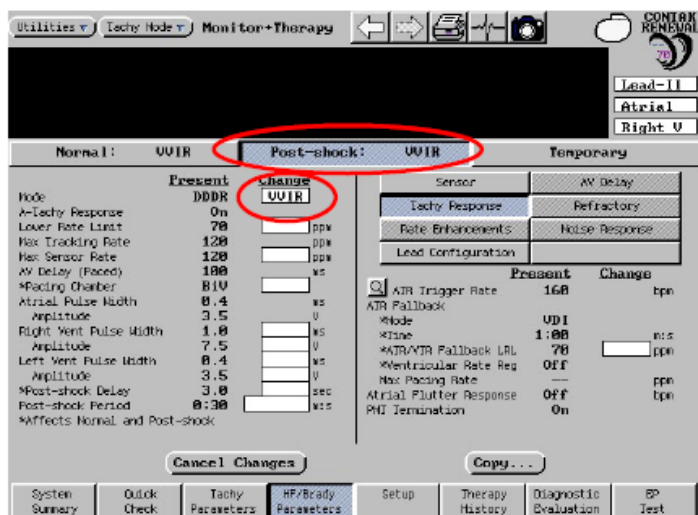 Utilities Tachy Mode Monitor+Therapy CONTAK RENEWAL
70
Lead-II
Atrial
Right V
Normal: VVIR Post-shock: VVIR Temporary
Present Change
Mode DDDR VVIR
A-Tachy Response On
Lower Rate Limit 70 ppm
Max Tracking Rate 120 ppm
Max Sensor Rate 120 ppm
AV Delay (Paced) 180 ms
*Pacing Chamber BiV
Atrial Pulse Width 0.4 ms
Amplitude 3.5 V
Right Vent Pulse Width 1.0 ms
Amplitude 7.5 V
Left Vent Pulse Width 0.4 ms
Amplitude 3.5 V
*Post-shock Delay 3.0 sec
Post-shock Period 0:30 m:s
*Affects Normal and Post-shock
Sensor AV Delay
Tachy Response Refractory
Rate Enhancements Noise Response
Lead Configuration
Present Change
ATR Trigger Rate 160 bpm
ATR Fallback
*Mode VDI
*Time 1:00 m:s
*ATR/VTR Fallback LRL 70 ppm
*Ventricular Rate Reg Off
Max Pacing Rate --- ppm
Atrial Flutter Response Off bpm
PMT Termination On
Cancel Changes Copy...
System Summary Quick Check Tachy Parameters HF/Brady Parameters Setup Therapy History Diagnostic Evaluation EP Test